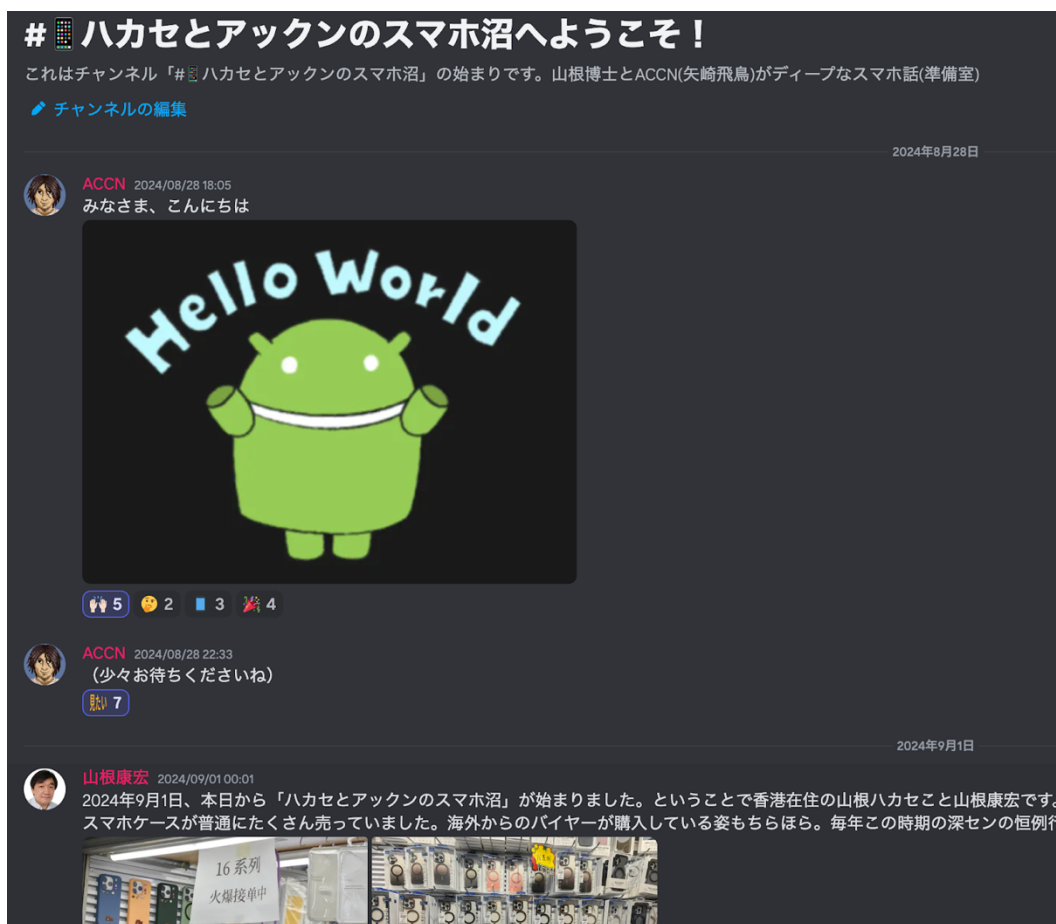 #📱ハカセとアックンのスマホ沼へようこそ！
これはチャンネル「#📱ハカセとアックンのスマホ沼」の始まりです。山根博士とACCN(矢崎飛鳥)がディープなスマホ話(準備室)
チャンネルの編集
2024年8月28日
ACCN 2024/08/28 18:05
みなさま、こんにちは
Hello World
5 2 3 4
ACCN 2024/08/28 22:33
（少々お待ちくださいね）
見たい 7
2024年9月1日
山根康宏 2024/09/01 00:01
2024年9月1日、本日から「ハカセとアックンのスマホ沼」が始まりました。ということで香港在住の山根ハカセこと山根康宏です。
スマホケースが普通にたくさん売っていました。海外からのバイヤーが購入している姿もちらほら。毎年この時期の深センの恒例行
16系列
火爆接单中